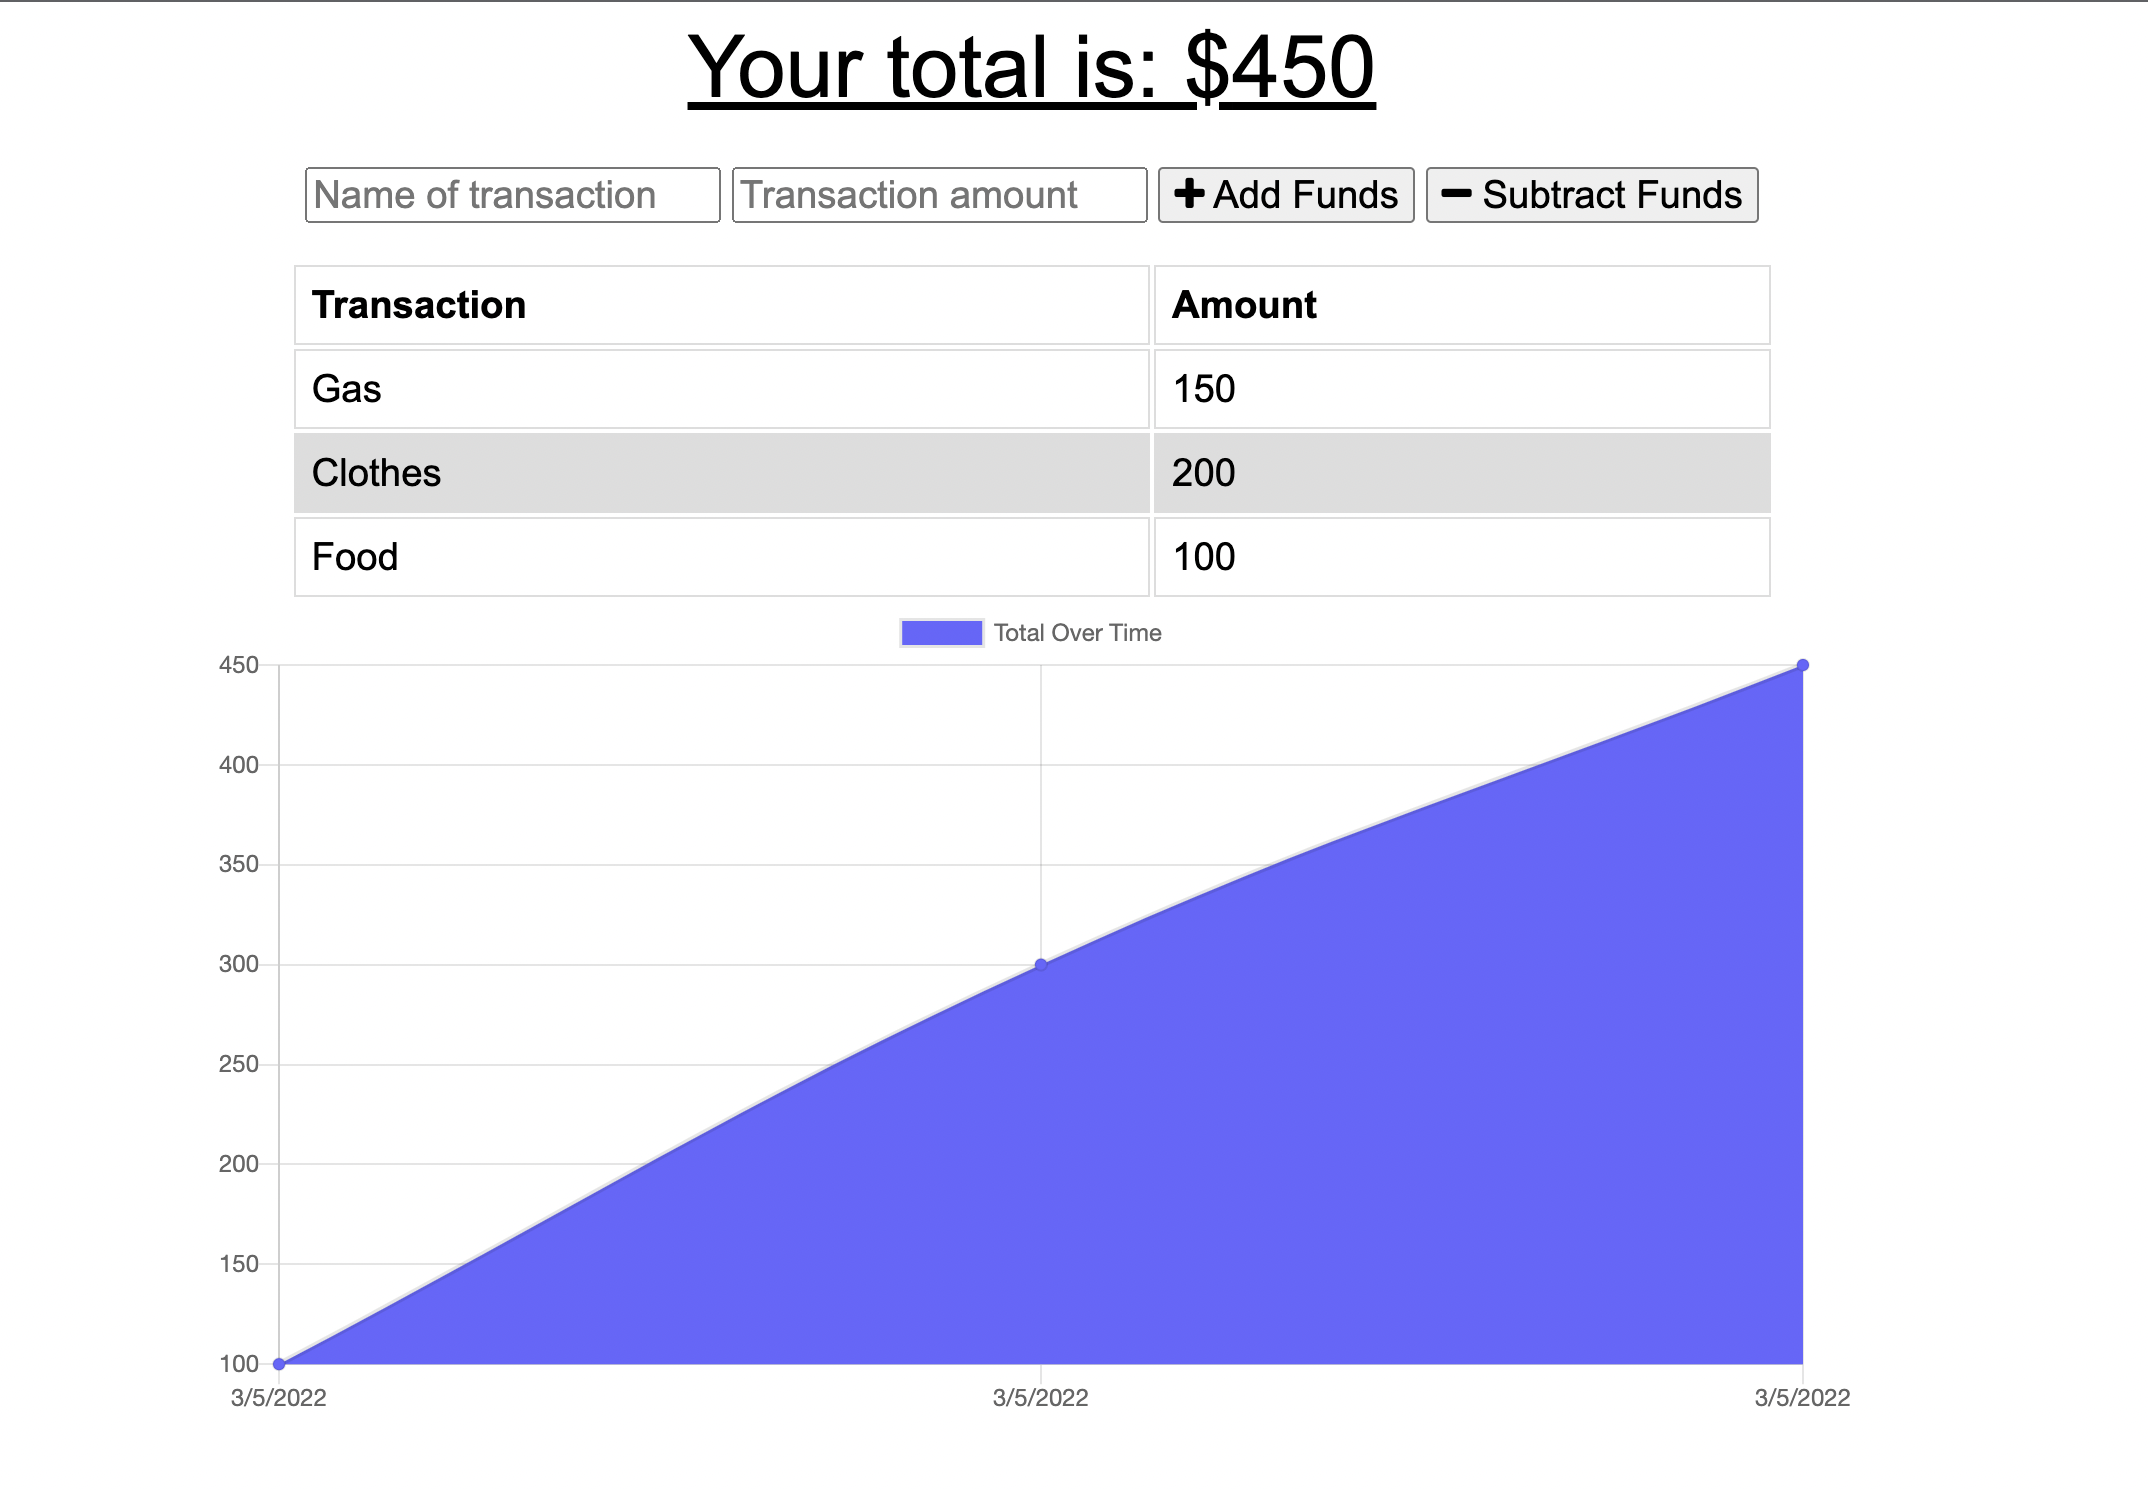 Your total is: $450
Name of transaction Transaction amount Add Funds Subtract Funds
Transaction Amount
Gas 150
Clothes 200
Food 100
Total Over Time
450
400
350
300
250
200
150
100
3/5/2022 3/5/2022 3/5/2022